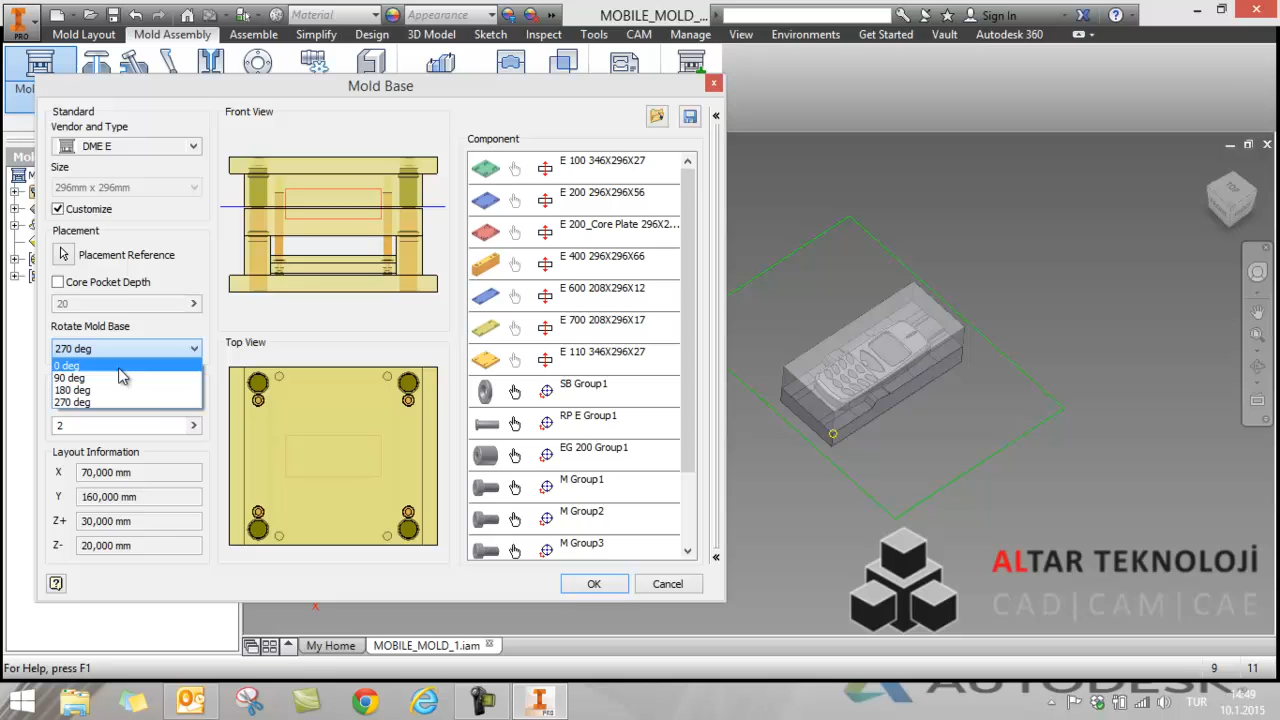 Material
Appearance
MOBILE_MOLD_...
Sign In
PRO
Mold Layout
Mold Assembly
Assemble
Simplify
Design
3D Model
Sketch
Inspect
Tools
CAM
Manage
View
Environments
Get Started
Vault
Autodesk 360
Mold Base
Standard
Vendor and Type
DME E
Size
296mm x 296mm
Customize
Placement
Placement Reference
Core Pocket Depth
20
Rotate Mold Base
270 deg
0 deg
90 deg
180 deg
270 deg
2
Layout Information
X 70,000 mm
Y 160,000 mm
Z+ 30,000 mm
Z- 20,000 mm
Front View
Top View
Component
E 100 346X296X27
E 200 296X296X56
E 200_Core Plate 296X2...
E 400 296X296X66
E 600 208X296X12
E 700 208X296X17
E 110 346X296X27
SB Group1
RP E Group1
EG 200 Group1
M Group1
M Group2
M Group3
OK
Cancel
TOP
X
ALTAR TEKNOLOJİ
CAD|CAM|CAE
My Home
MOBILE_MOLD_1.iam
For Help, press F1
9
11
TUR
14:49
10.1.2015